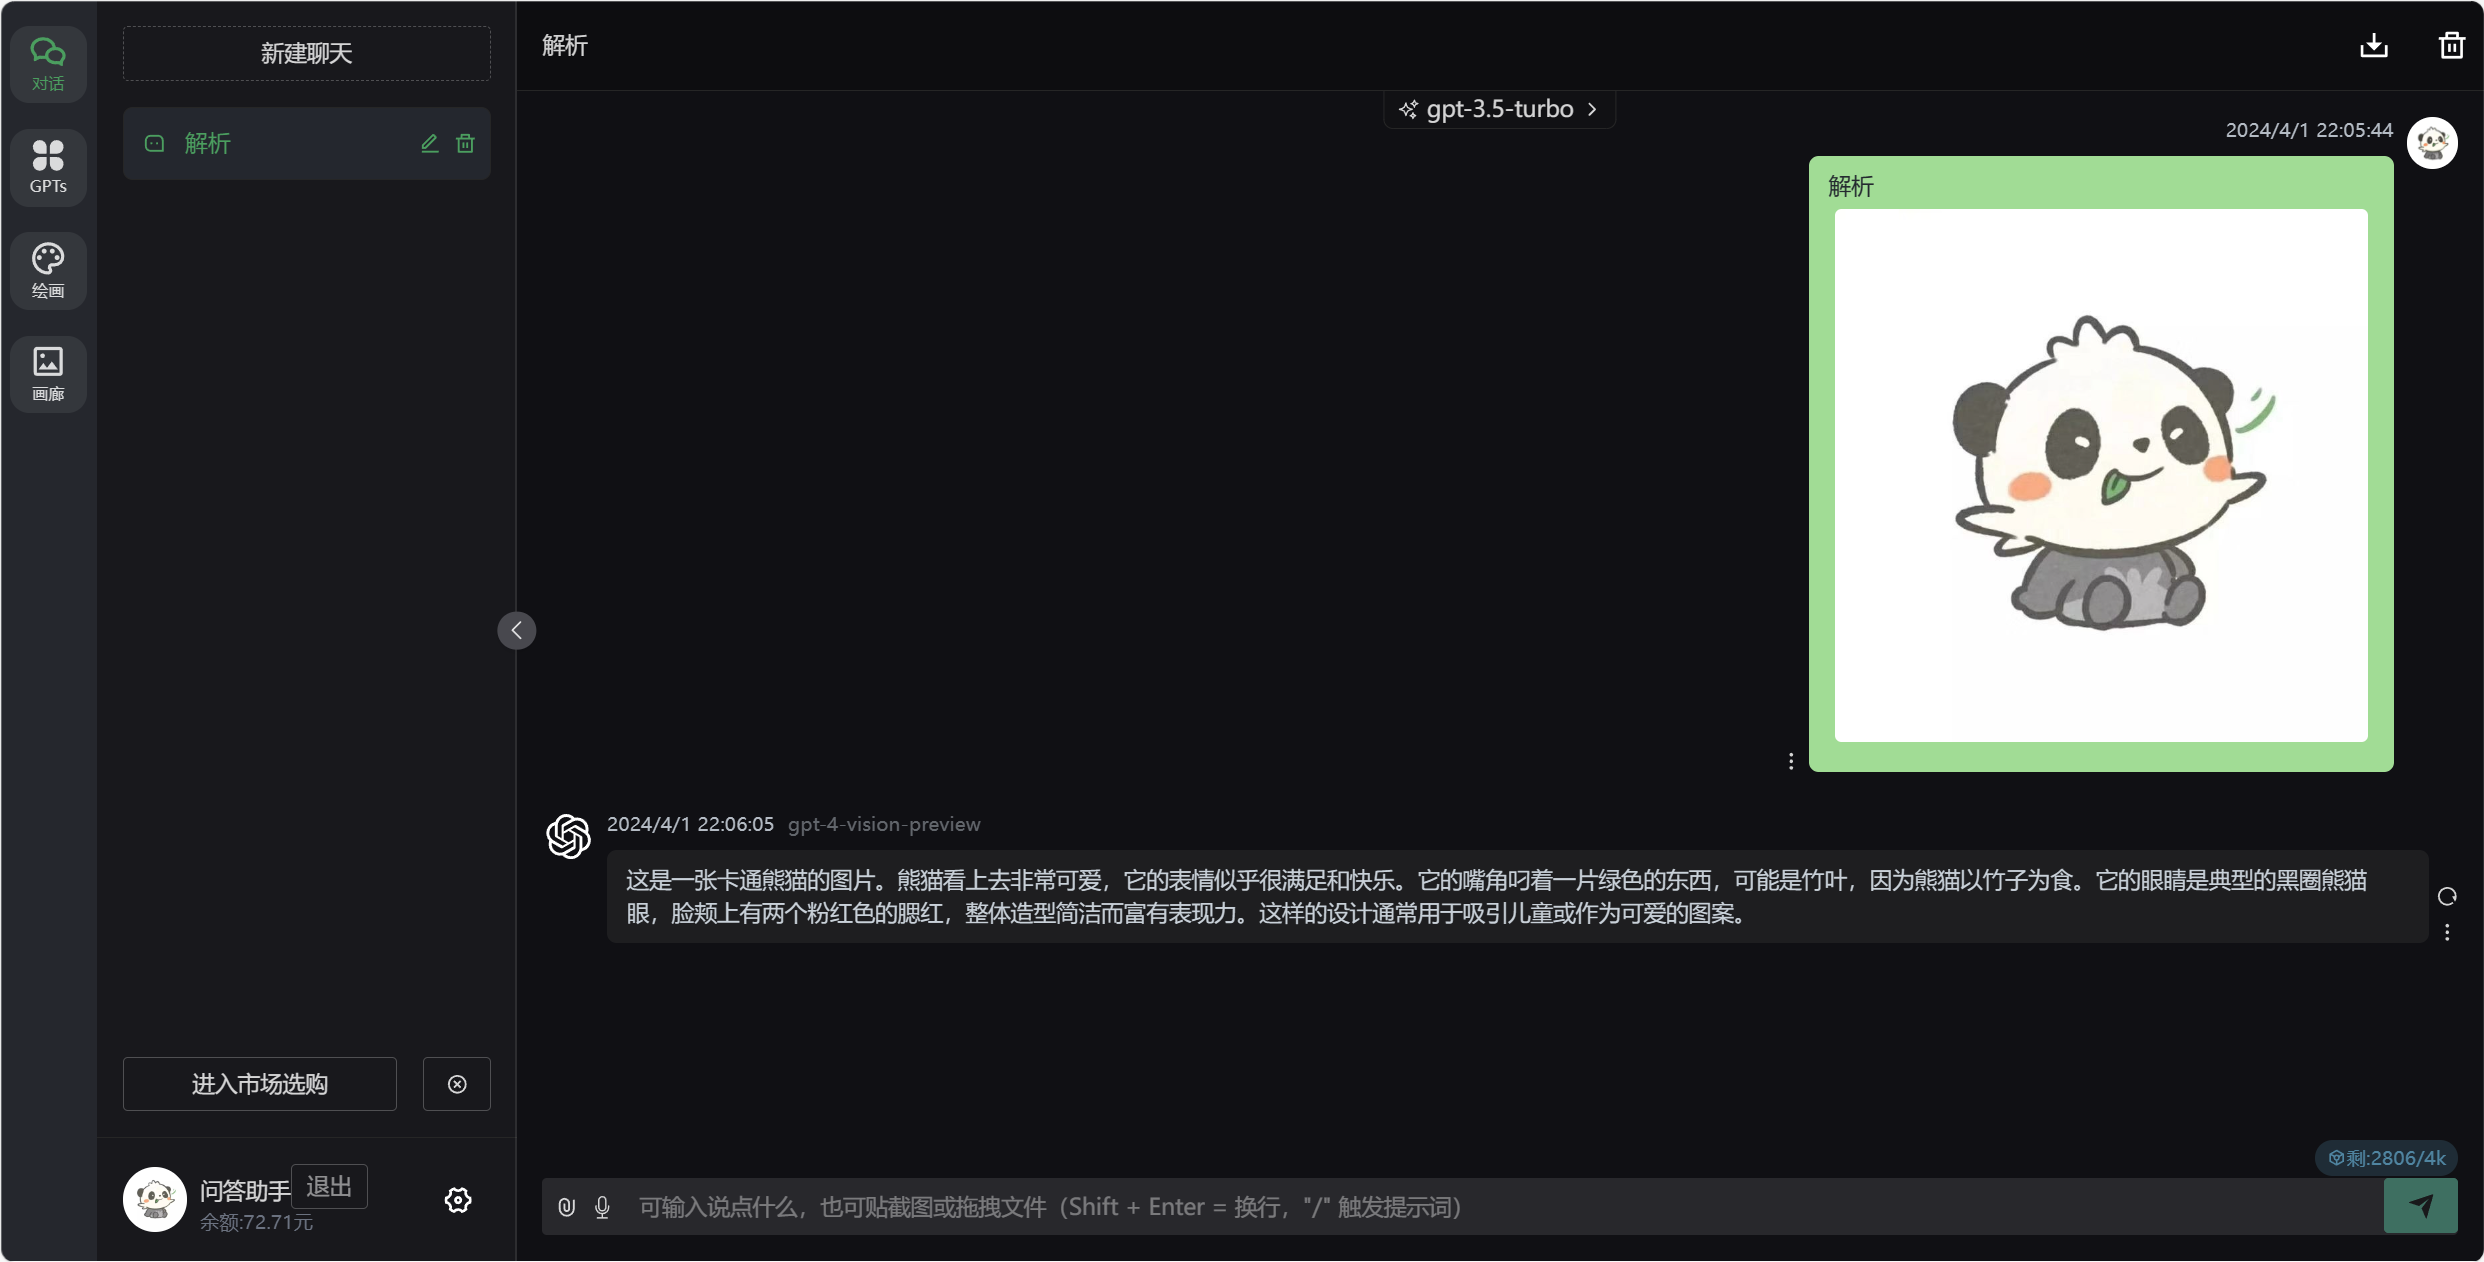 对话
GPTs
绘画
画廊
新建聊天
解析
进入市场选购
问答助手
退出
余额:72.71元
解析
gpt-3.5-turbo
2024/4/1 22:05:44
解析
2024/4/1 22:06:05 gpt-4-vision-preview
这是一张卡通熊猫的图片。熊猫看上去非常可爱，它的表情似乎很满足和快乐。它的嘴角叼着一片绿色的东西，可能是竹叶，因为熊猫以竹子为食。它的眼睛是典型的黑圈熊猫
眼，脸颊上有两个粉红色的腮红，整体造型简洁而富有表现力。这样的设计通常用于吸引儿童或作为可爱的图案。
剩:2806/4k
可输入说点什么，也可贴截图或拖拽文件（Shift + Enter = 换行，"/" 触发提示词）